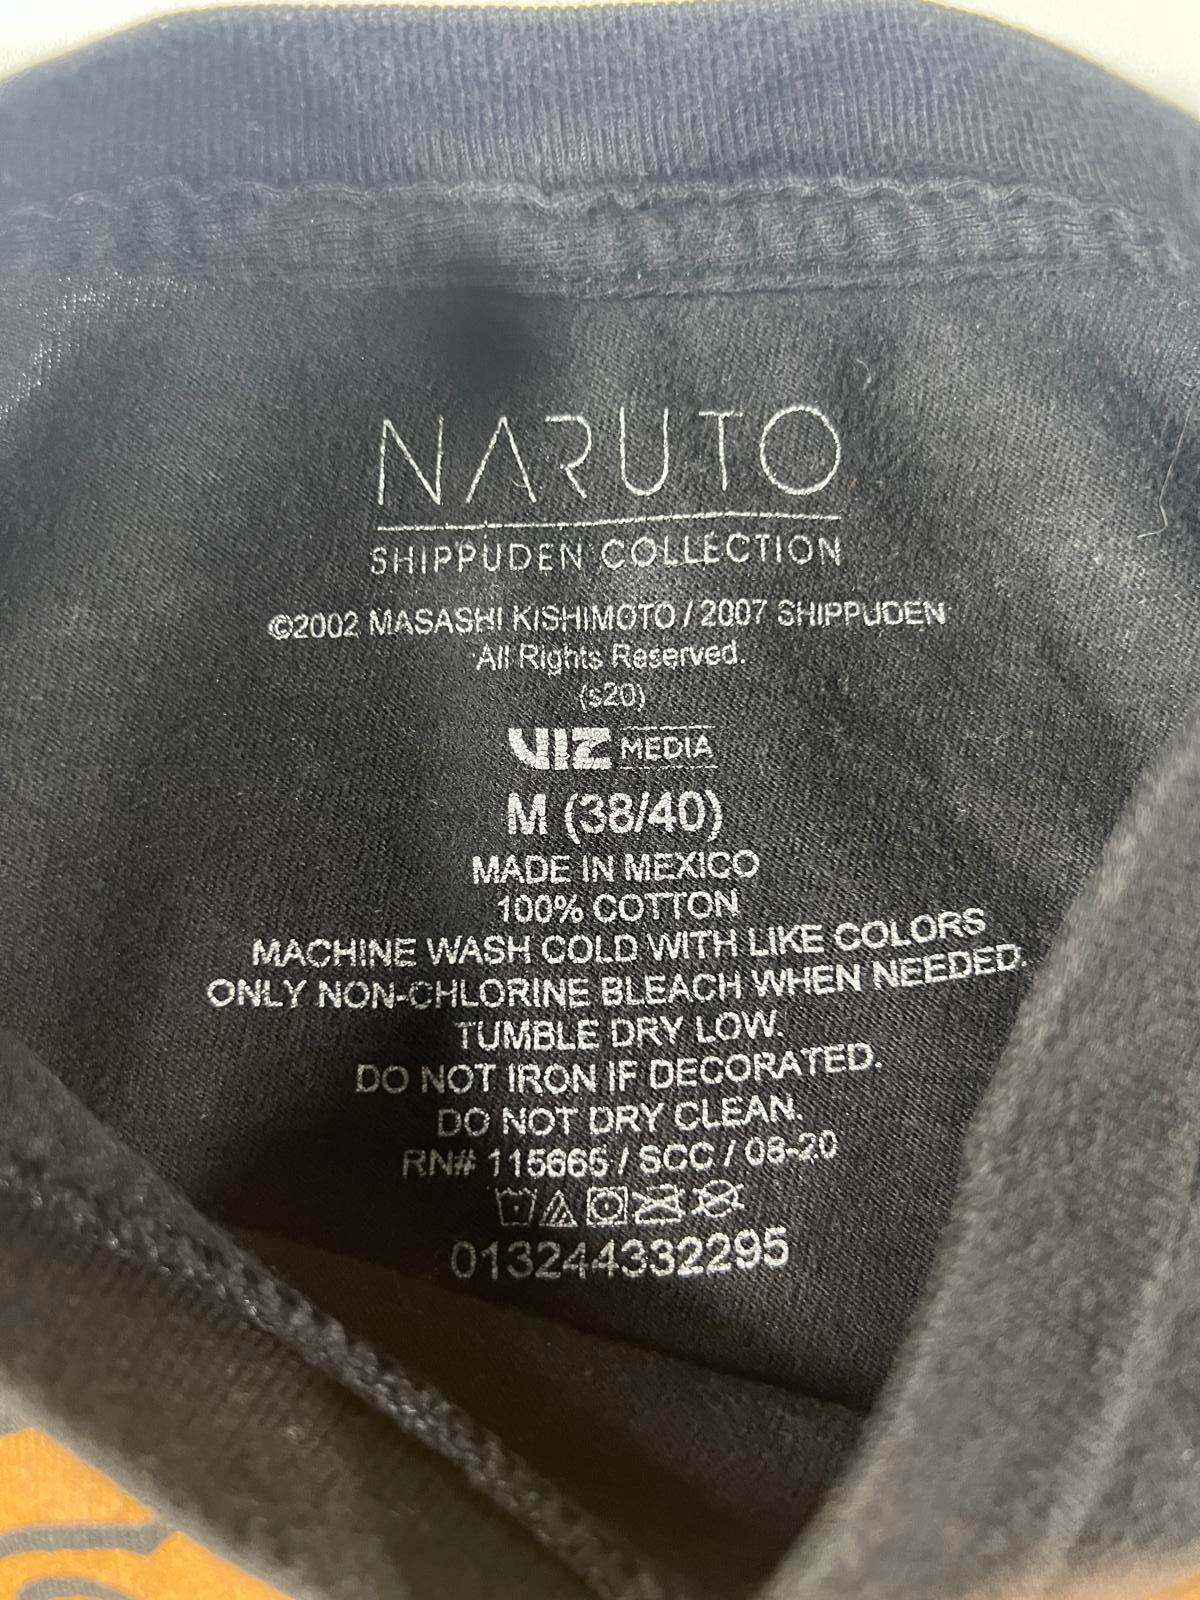 NARUTO
SHIPPUDEN COLLECTION
©2002 MASASHI KISHIMOTO / 2007 SHIPPUDEN
All Rights Reserved.
(s20)
VIZ MEDIA
M (38/40)
MADE IN MEXICO
100% COTTON
MACHINE WASH COLD WITH LIKE COLORS
ONLY NON-CHLORINE BLEACH WHEN NEEDED.
TUMBLE DRY LOW.
DO NOT IRON IF DECORATED.
DO NOT DRY CLEAN.
RN# 115665 / SCC / 08-20
013244332295